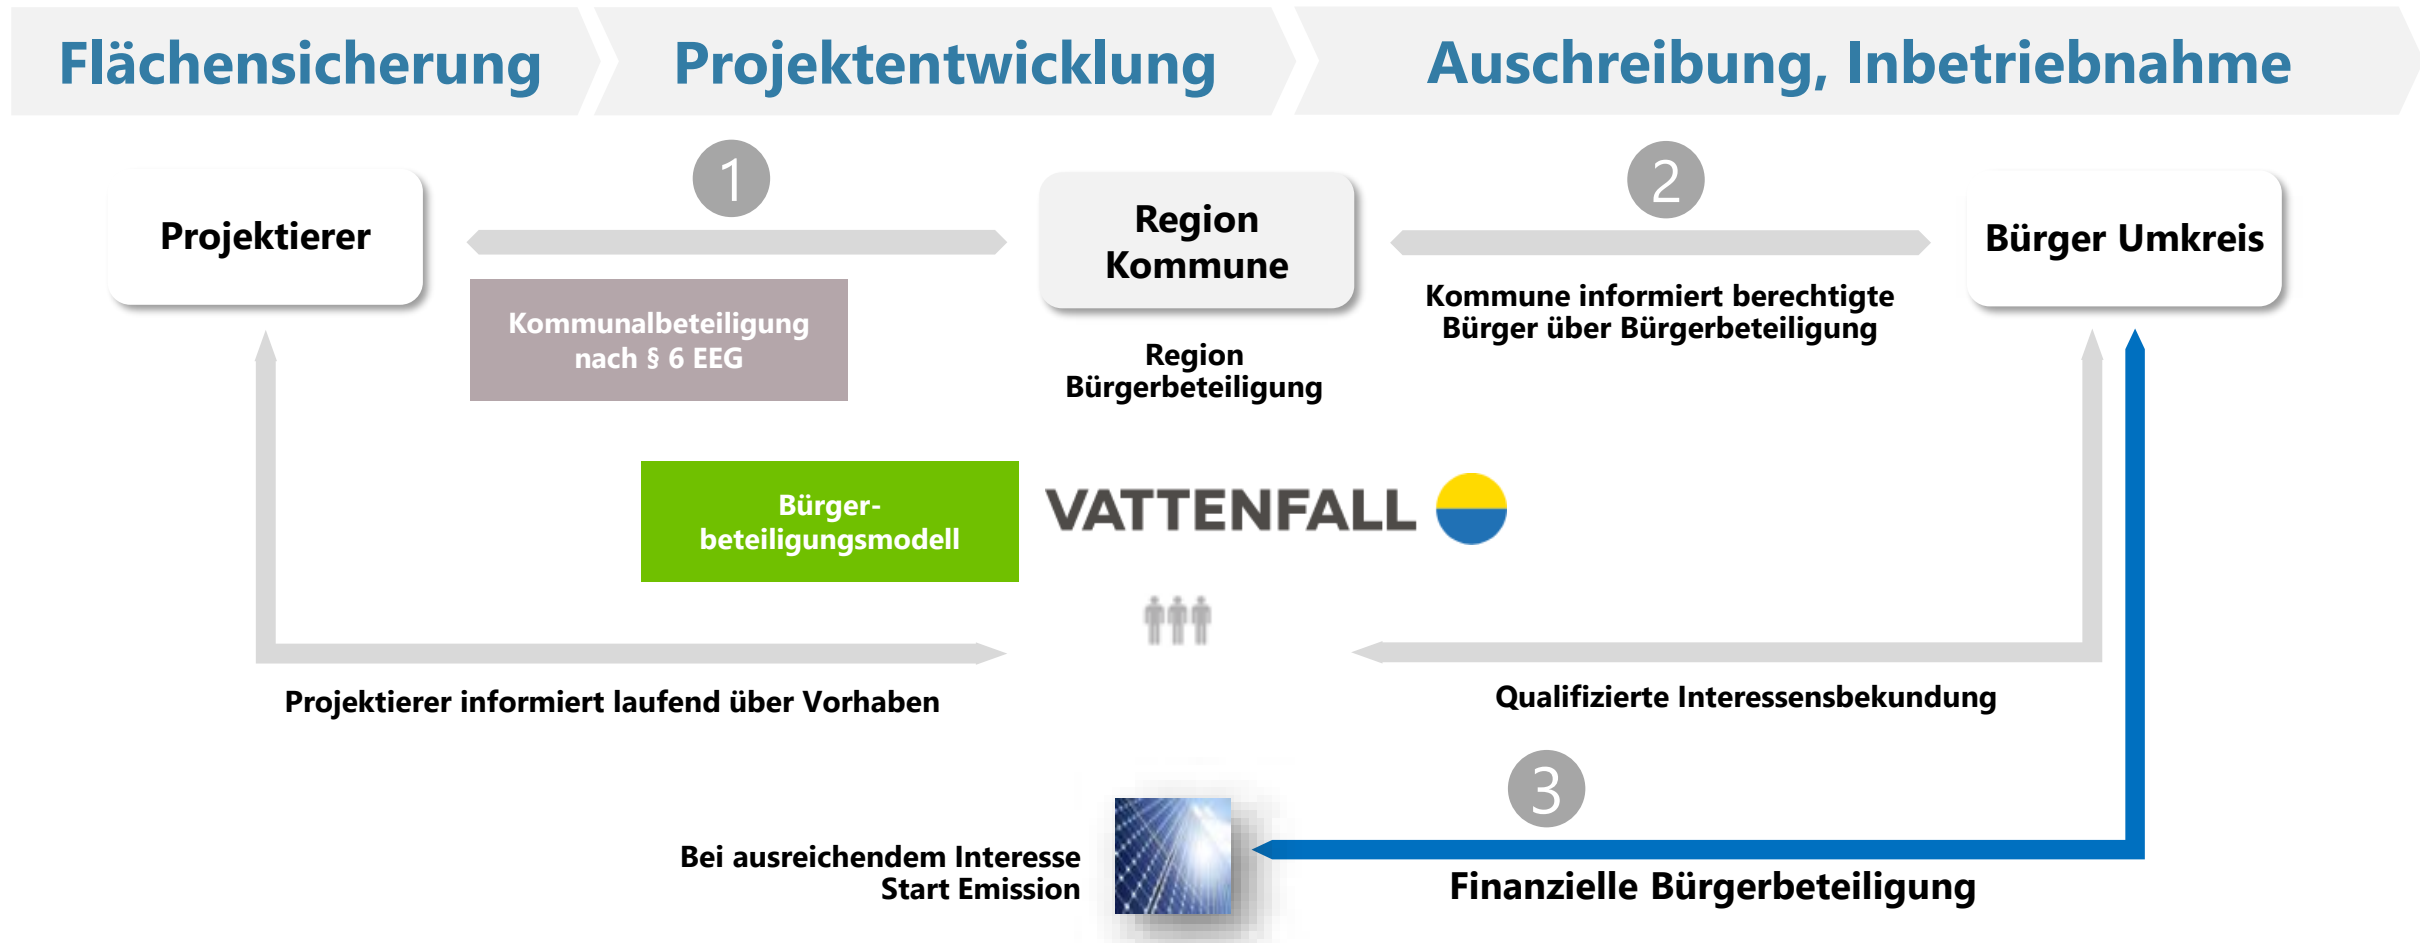 Flächensicherung
Projektentwicklung
Auschreibung, Inbetriebnahme
1
2
Projektierer
Region
Kommune
Bürger Umkreis
Kommunalbeteiligung
nach § 6 EEG
Region
Bürgerbeteiligung
Kommune informiert berechtigte
Bürger über Bürgerbeteiligung
Bürger-
beteiligungsmodell
VATTENFALL
Projektierer informiert laufend über Vorhaben
Qualifizierte Interessensbekundung
3
Bei ausreichendem Interesse
Start Emission
Finanzielle Bürgerbeteiligung